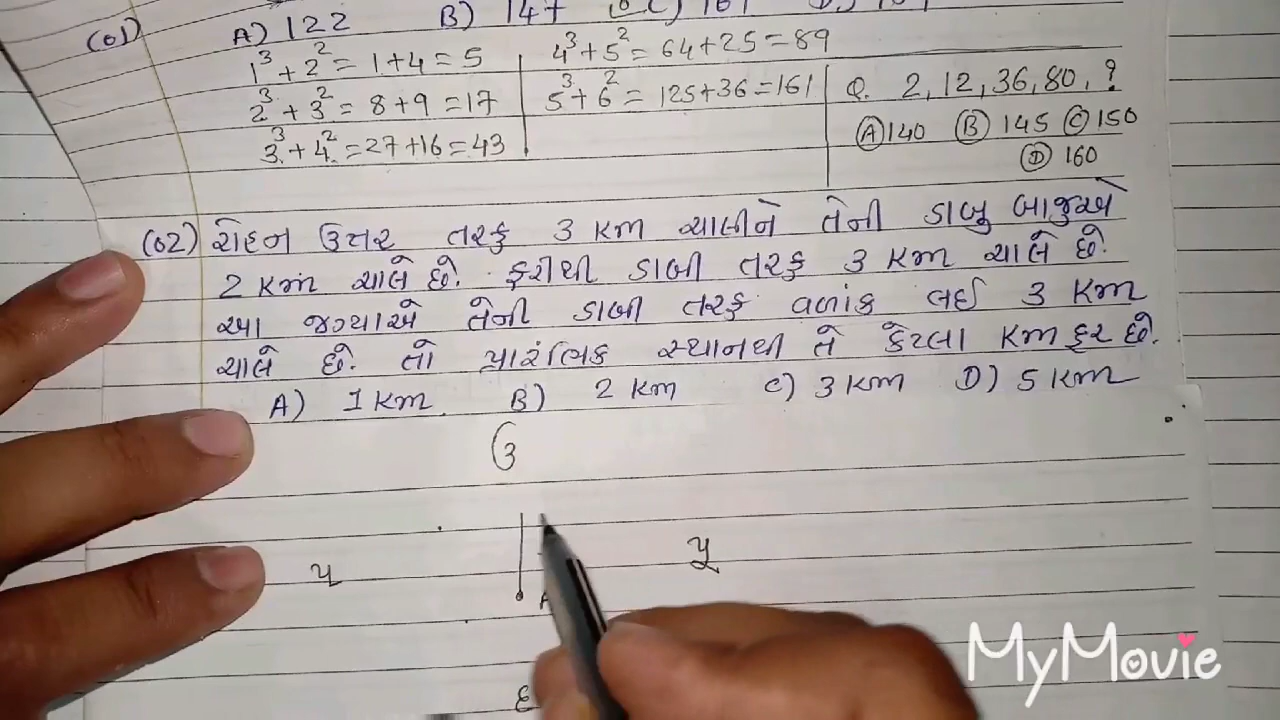 (01) A) 122 B) 147 C) 161
1³ + 2² = 1+4 = 5
2³ + 3² = 8+9 = 17
3³ + 4² = 27+16 = 43
4³ + 5² = 64+25 = 89
5³ + 6² = 125+36 = 161
Q. 2, 12, 36, 80, ?
Ⓐ 140 Ⓑ 145 Ⓒ 150
Ⓓ 160
(02) રોહન ઉત્તર તરફ 3 Km ચાલીને તેની ડાબુ બાજુએ
2 Km ચાલે છે. ફરીથી ડાબી તરફ 3 Km ચાલે છે.
આ જગ્યાએ તેની ડાબી તરફ વળાંક લઈ 3 Km
ચાલે છે. તો પ્રારંભિક સ્થાનથી તે કેટલા Km દૂર છે.
A) 1 Km. B) 2 Km C) 3 Km D) 5 Km
ઉ
પ પૂ
A
દ
MyMovie